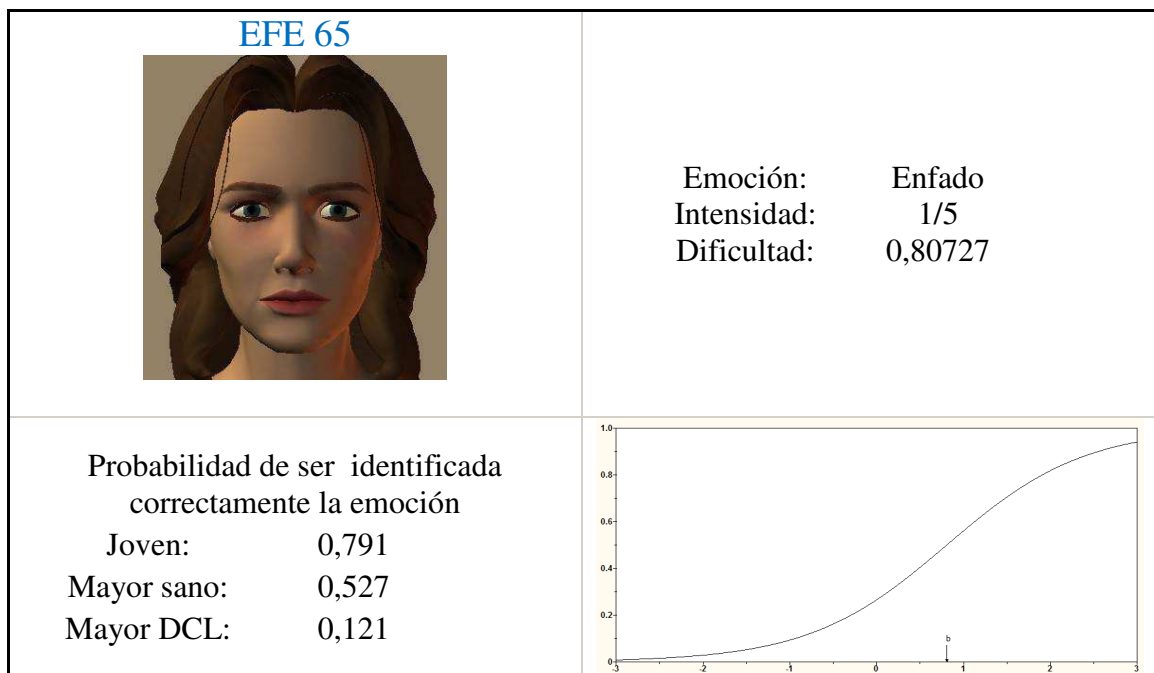 EFE 65
Emoción: Enfado
Intensidad: 1/5
Dificultad: 0,80727
Probabilidad de ser identificada
correctamente la emoción
Joven: 0,791
Mayor sano: 0,527
Mayor DCL: 0,121
1.0
0.8
0.6
0.4
0.2
0
b
-3 -2 -1 0 1 2 3